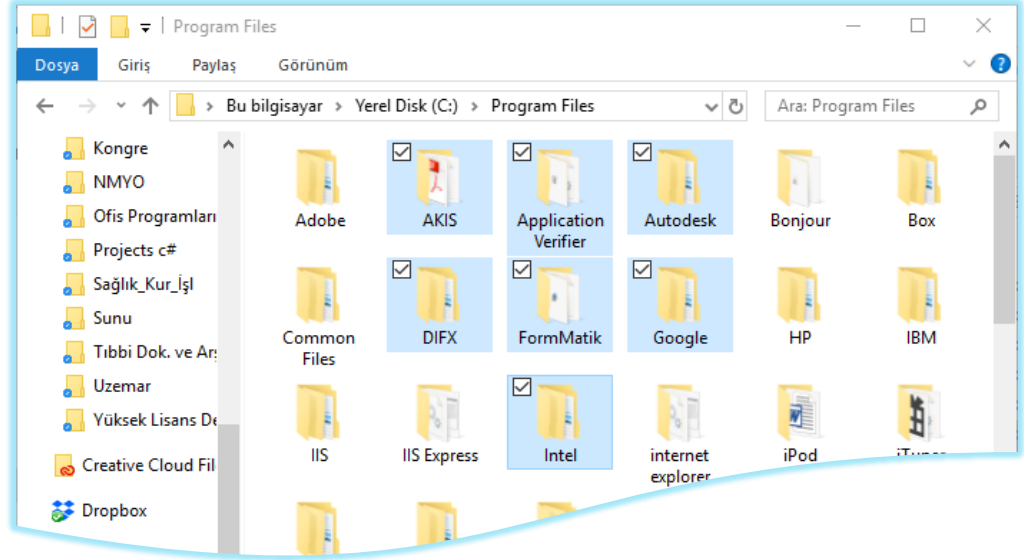 Program Files
Dosya Giriş Paylaş Görünüm
Bu bilgisayar > Yerel Disk (C:) > Program Files
Ara: Program Files
Kongre
NMYO
Ofis Programları
Projects c#
Sağlık_Kur_İşl
Sunu
Tıbbi Dok. ve Arş
Uzemar
Yüksek Lisans De
Creative Cloud Fil
Dropbox
Adobe AKIS Application Autodesk Bonjour Box
Verifier
Common DIFX FormMatik Google HP IBM
Files
IIS IIS Express Intel internet iPod iTunes
explorer